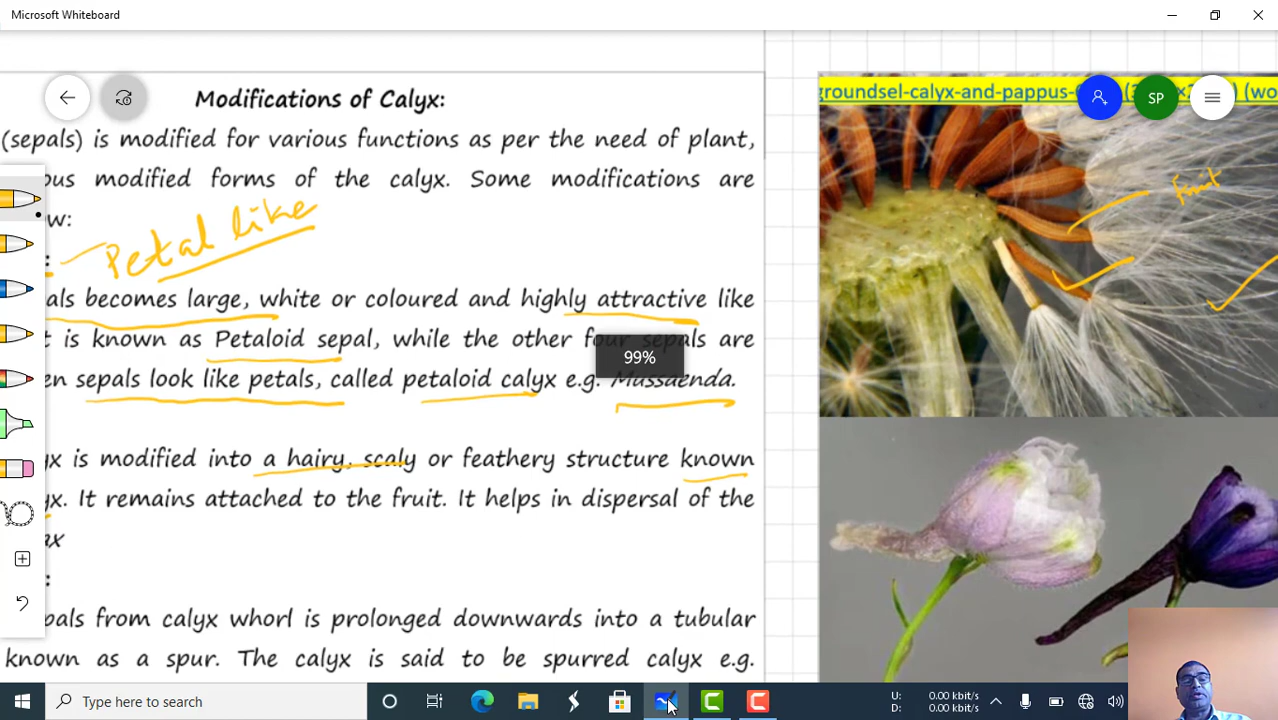 Microsoft Whiteboard
Modifications of Calyx:
groundsel-calyx-and-pappus-
SP
(sepals) is modified for various functions as per the need of plant,
modified forms of the calyx. Some modifications are
Petal like
fruit
becomes large, white or coloured and highly attractive like
is known as Petaloid sepal, while the other four sepals are
99%
sepals look like petals, called petaloid calyx e.g. Mussaenda.
is modified into a hairy, scaly or feathery structure known
It remains attached to the fruit. It helps in dispersal of the
from calyx whorl is prolonged downwards into a tubular
known as a spur. The calyx is said to be spurred calyx e.g.
Type here to search
U: 0.00 kbit/s
D: 0.00 kbit/s